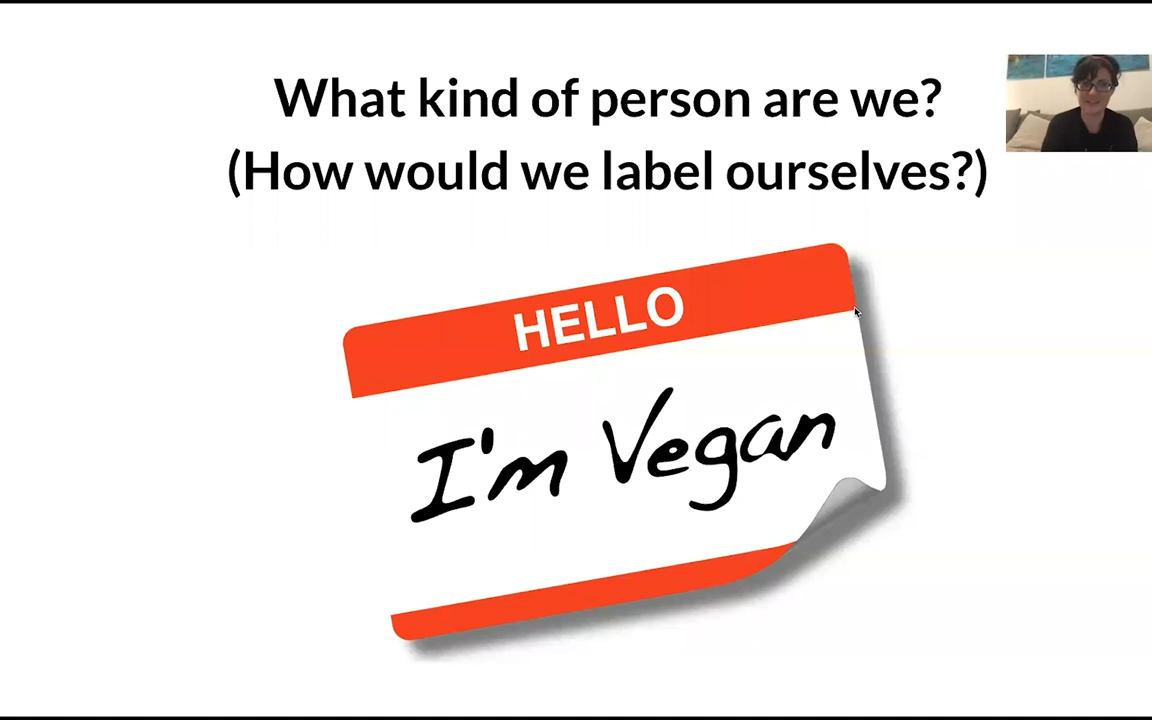 What kind of person are we?
(How would we label ourselves?)
HELLO
I'm Vegan